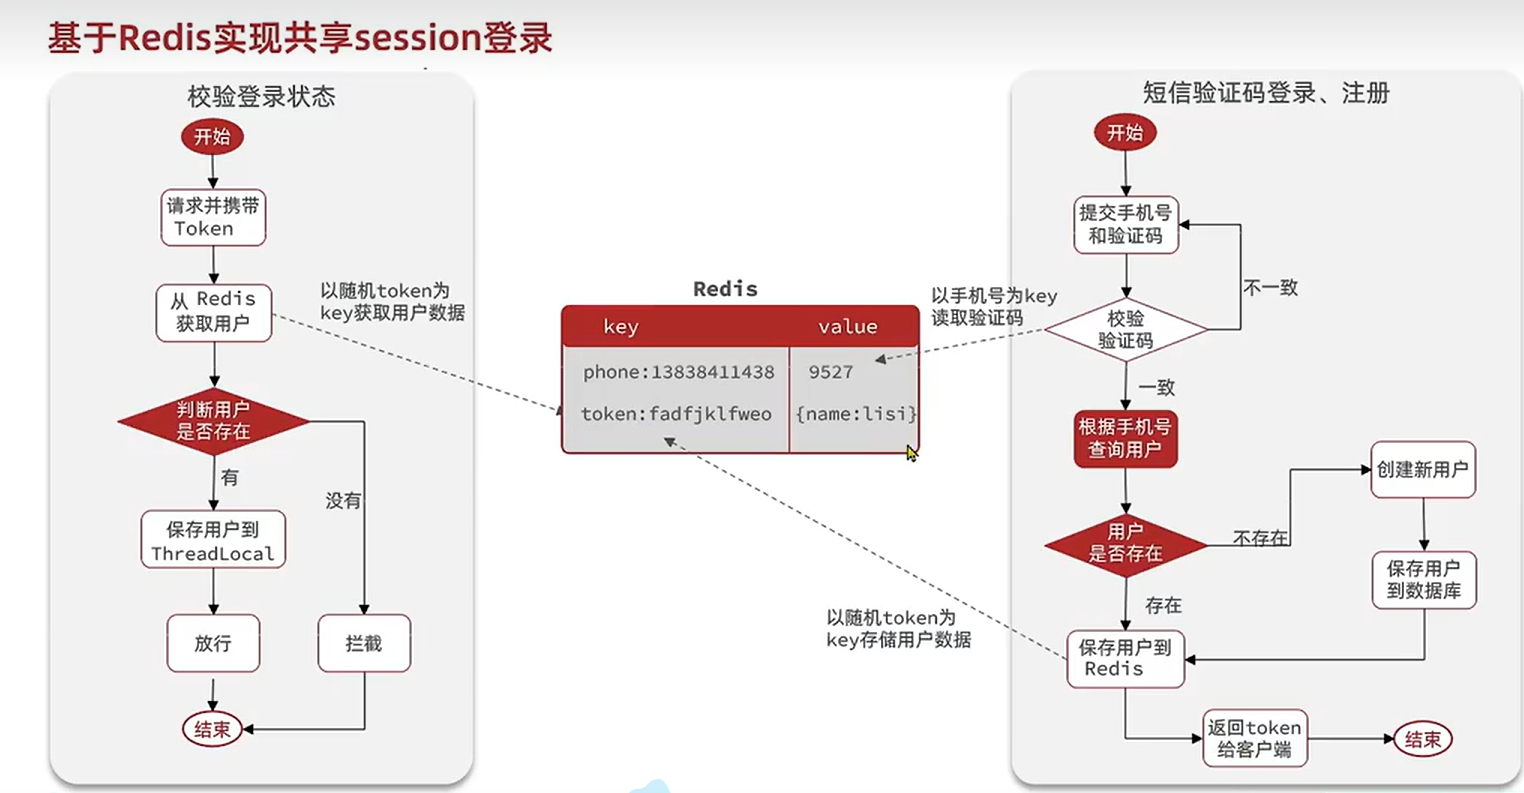 基于Redis实现共享session登录
校验登录状态
开始
请求并携带
Token
从 Redis
获取用户
以随机token为
key获取用户数据
判断用户
是否存在
有
没有
保存用户到
ThreadLocal
放行
拦截
结束
Redis
key value
phone:13838411438 9527
token:fadfjklfweo {name:lisi}
短信验证码登录、注册
开始
提交手机号
和验证码
不一致
以手机号为key
读取验证码
校验
验证码
一致
根据手机号
查询用户
用户
是否存在
不存在
创建新用户
保存用户
到数据库
存在
以随机token为
key存储用户数据
保存用户到
Redis
返回token
给客户端
结束